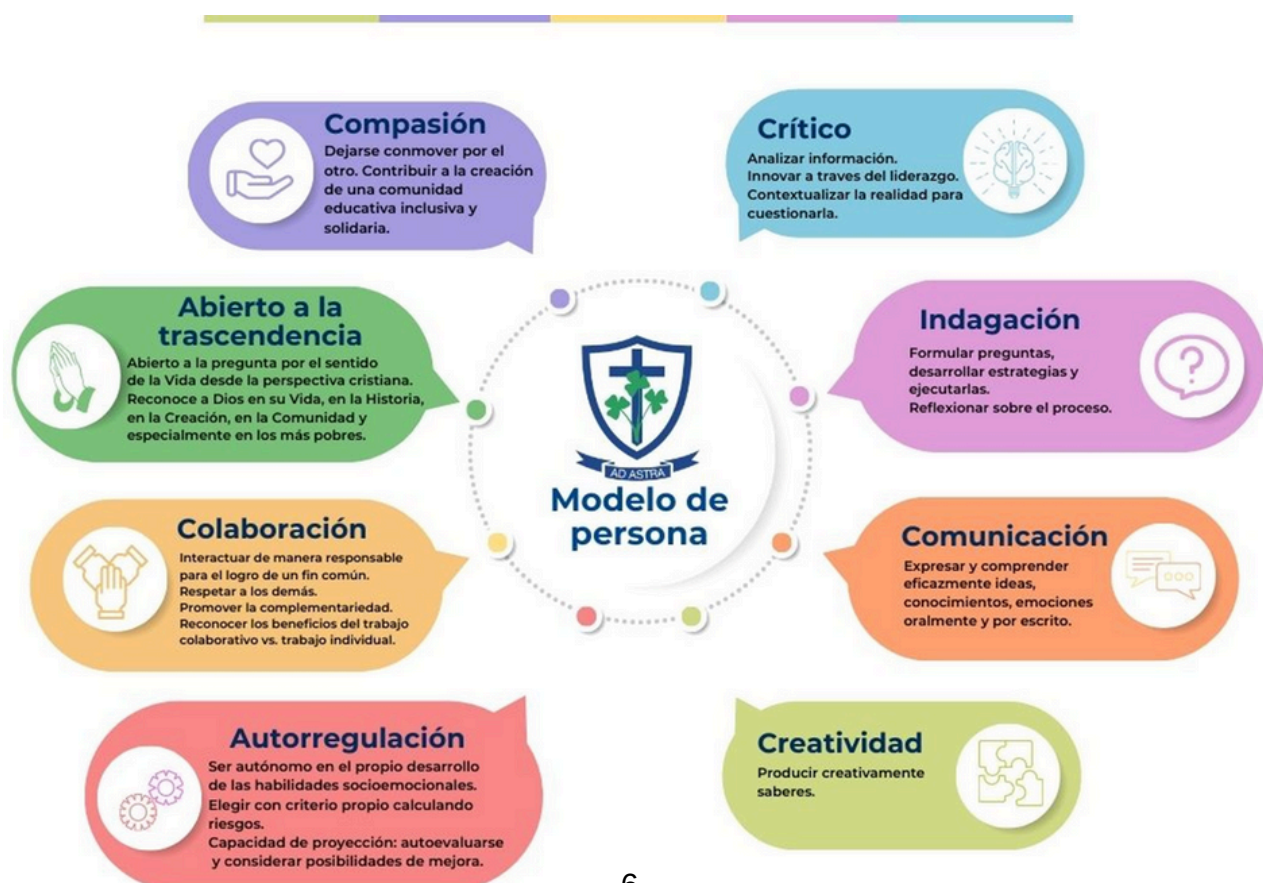 Compasión
Dejarse conmover por el
otro. Contribuir a la creación
de una comunidad
educativa inclusiva y
solidaria.
Crítico
Analizar información.
Innovar a traves del liderazgo.
Contextualizar la realidad para
cuestionarla.
Abierto a la
trascendencia
Abierto a la pregunta por el sentido
de la Vida desde la perspectiva cristiana.
Reconoce a Dios en su Vida, en la Historia,
en la Creación, en la Comunidad y
especialmente en los más pobres.
Indagación
Formular preguntas,
desarrollar estrategias y
ejecutarlas.
Reflexionar sobre el proceso.
?
AD ASTRA
Modelo de
persona
Colaboración
Interactuar de manera responsable
para el logro de un fin común.
Respetar a los demás.
Promover la complementariedad.
Reconocer los beneficios del trabajo
colaborativo vs. trabajo individual.
Comunicación
Expresar y comprender
eficazmente ideas,
conocimientos, emociones
oralmente y por escrito.
Autorregulación
Ser autónomo en el propio desarrollo
de las habilidades socioemocionales.
Elegir con criterio propio calculando
riesgos.
Capacidad de proyección: autoevaluarse
y considerar posibilidades de mejora.
Creatividad
Producir creativamente
saberes.
6